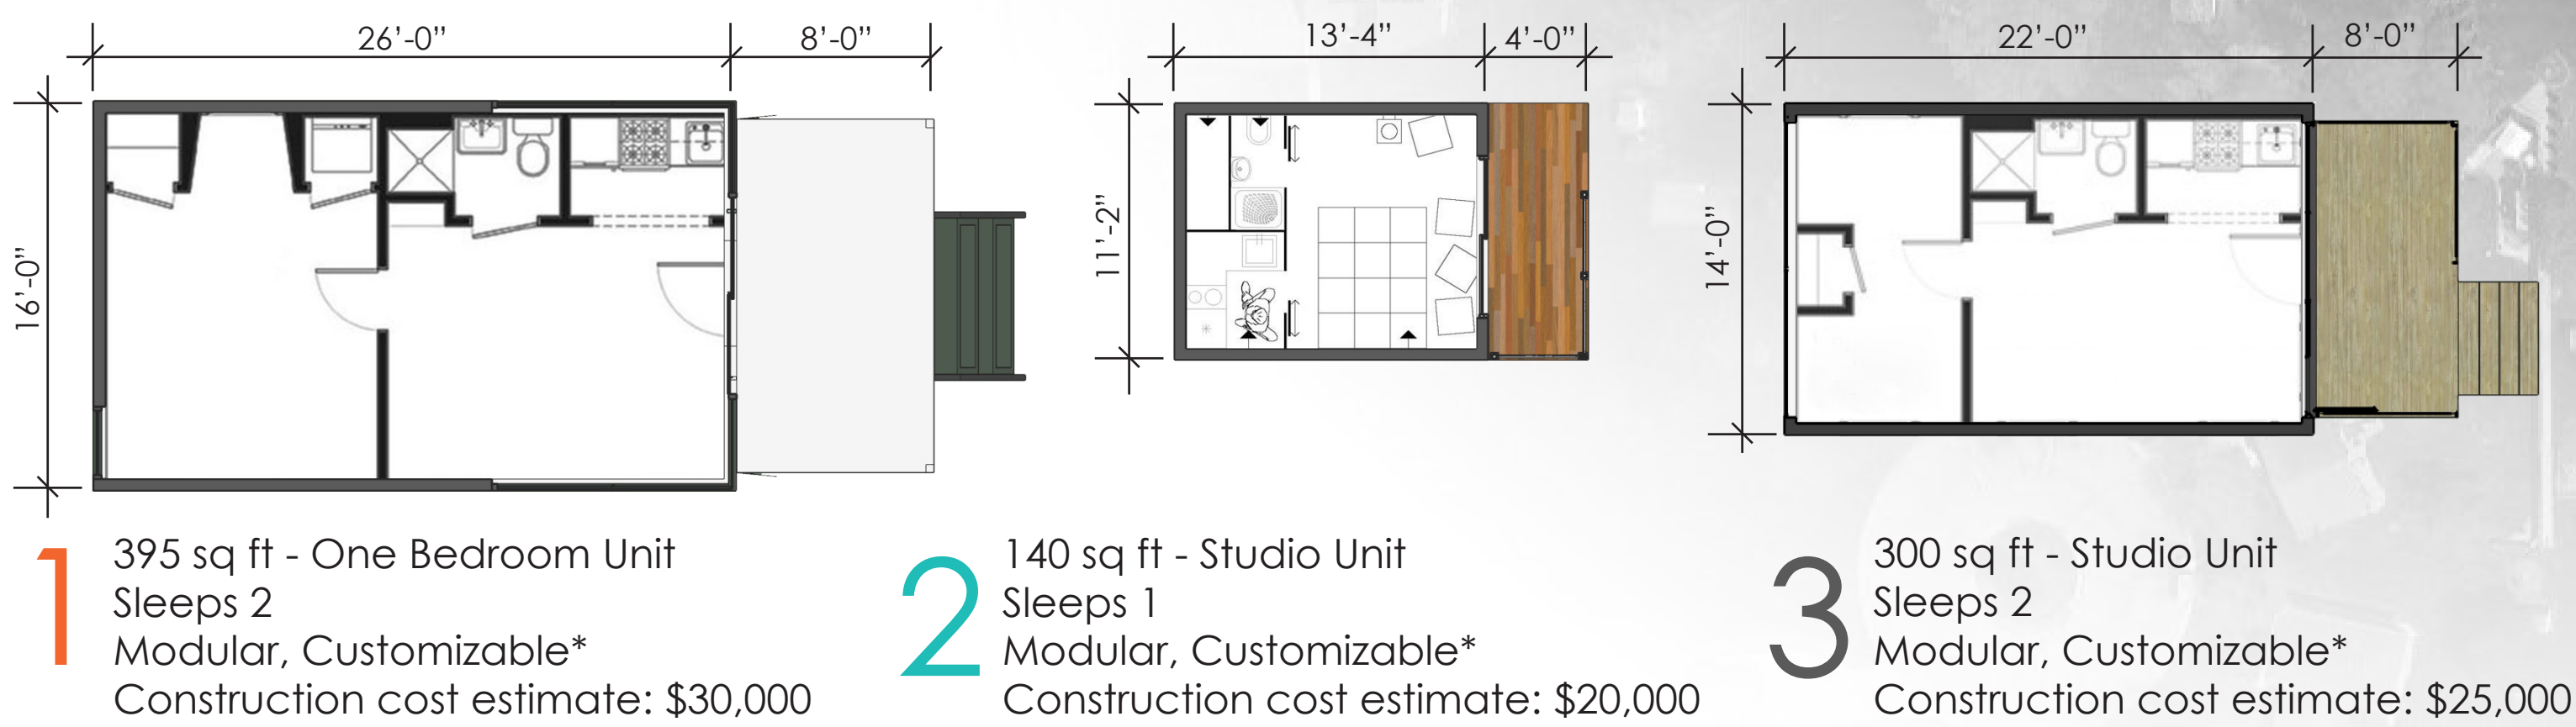 26'-0"
8'-0"
16'-0"
1
395 sq ft - One Bedroom Unit
Sleeps 2
Modular, Customizable*
Construction cost estimate: $30,000
13'-4"
4'-0"
11'-2"
2
140 sq ft - Studio Unit
Sleeps 1
Modular, Customizable*
Construction cost estimate: $20,000
22'-0"
8'-0"
14'-0"
3
300 sq ft - Studio Unit
Sleeps 2
Modular, Customizable*
Construction cost estimate: $25,000